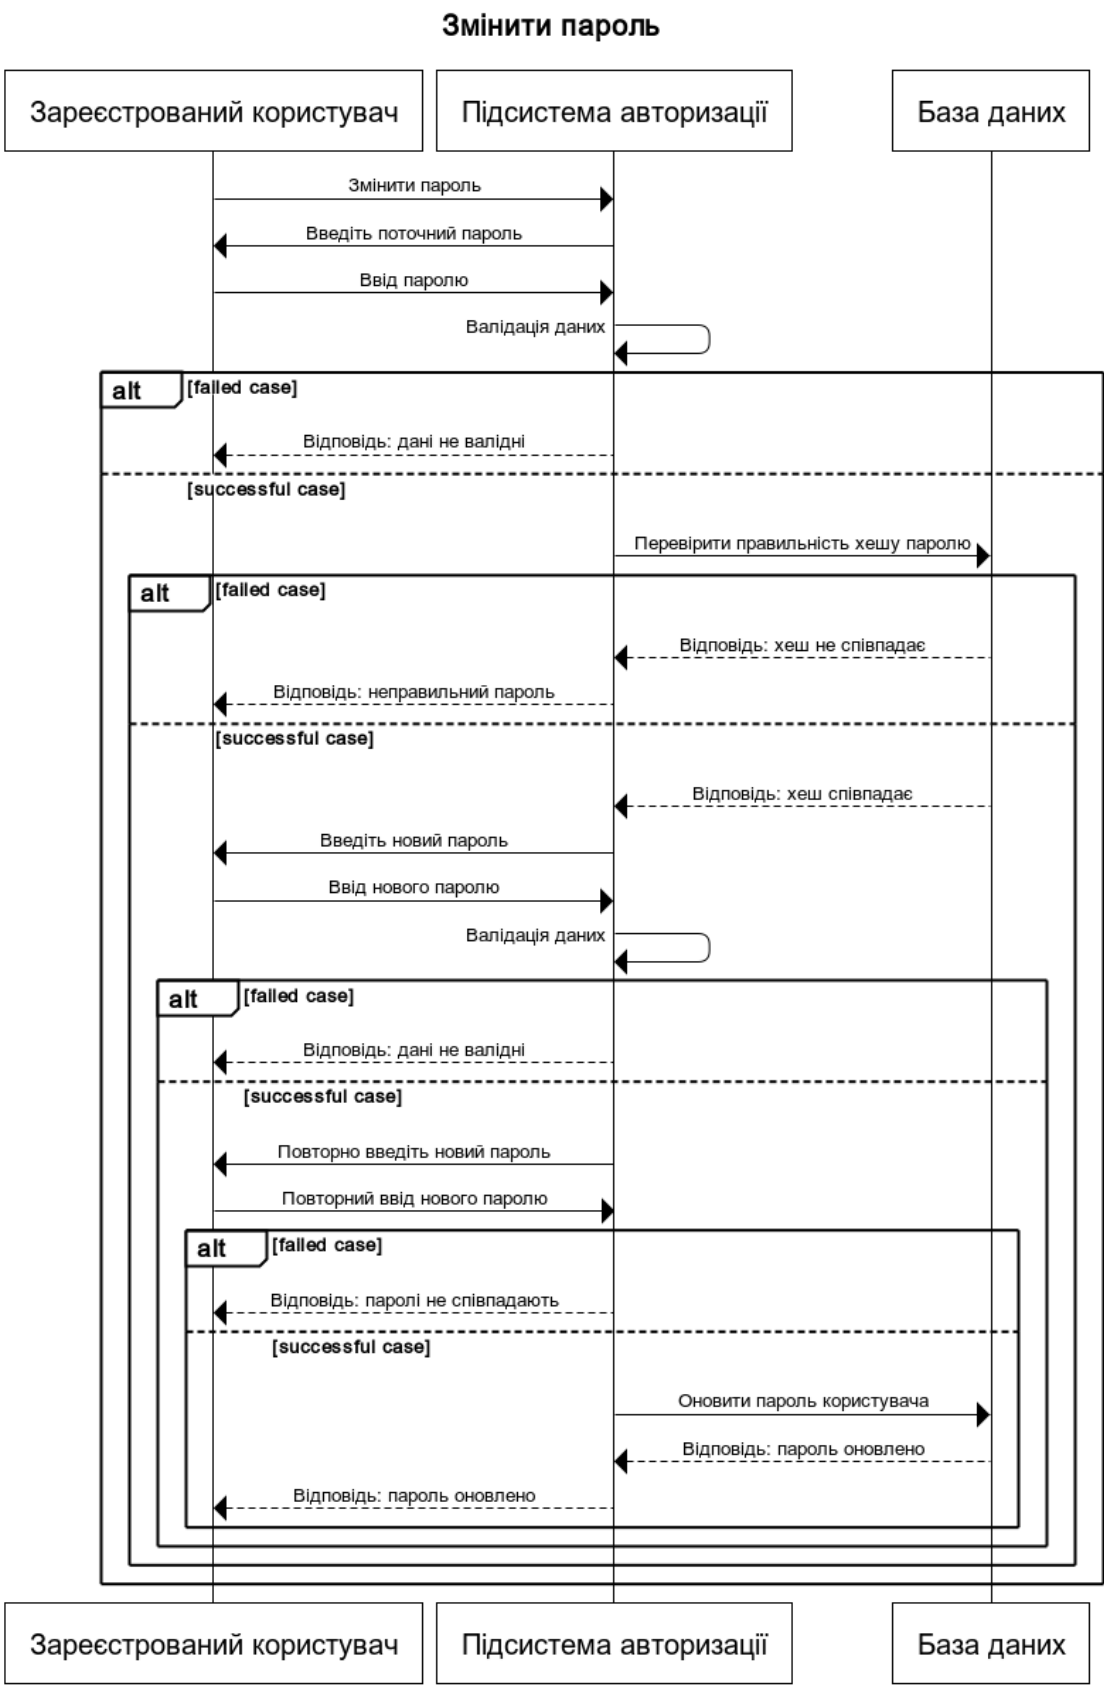 Змінити пароль
Зареєстрований користувач
Підсистема авторизації
База даних
Змінити пароль
Введіть поточний пароль
Ввід паролю
Валідація даних
alt [failed case]
Відповідь: дані не валідні
[successful case]
Перевірити правильність хешу паролю
alt [failed case]
Відповідь: хеш не співпадає
Відповідь: неправильний пароль
[successful case]
Відповідь: хеш співпадає
Введіть новий пароль
Ввід нового паролю
Валідація даних
alt [failed case]
Відповідь: дані не валідні
[successful case]
Повторно введіть новий пароль
Повторний ввід нового паролю
alt [failed case]
Відповідь: паролі не співпадають
[successful case]
Оновити пароль користувача
Відповідь: пароль оновлено
Відповідь: пароль оновлено
Зареєстрований користувач
Підсистема авторизації
База даних